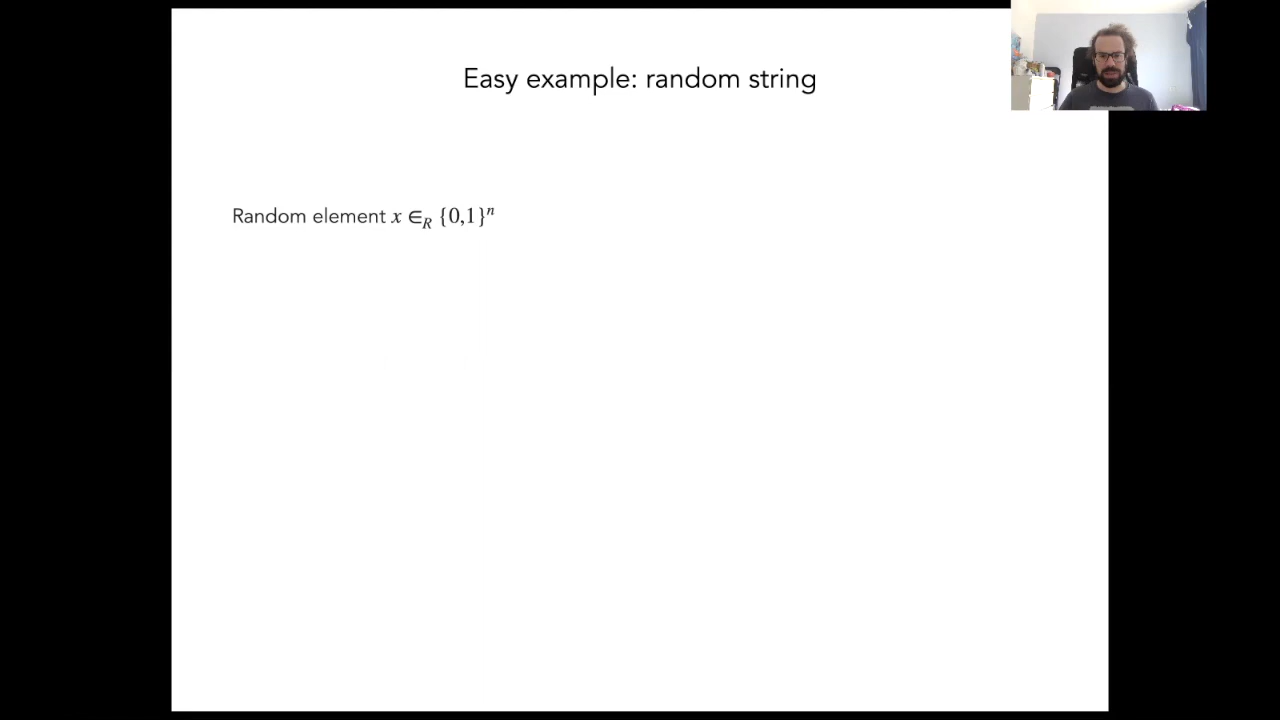 Easy example: random string
Random element x ∈_R {0,1}^n